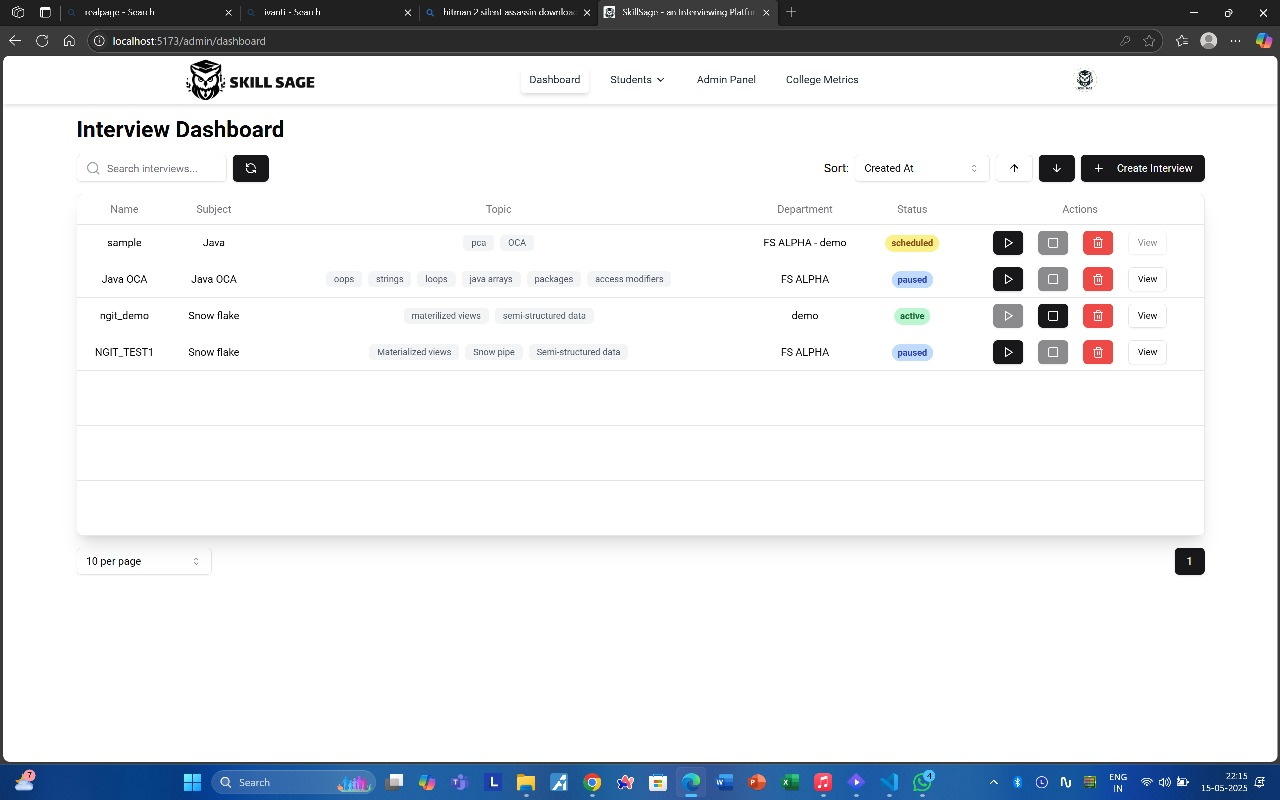 realpage - Search
ivanti - Search
hitman 2 silent assassin downloa
SkillSage - an Interviewing Platfor
localhost:5173/admin/dashboard
SKILL SAGE
Dashboard
Students
Admin Panel
College Metrics
Interview Dashboard
Search interviews...
Sort:
Created At
Create Interview
Name Subject Topic Department Status Actions
sample Java pca OCA FS ALPHA - demo scheduled View
Java OCA Java OCA oops strings loops java arrays packages access modifiers FS ALPHA paused View
ngit_demo Snow flake materilized views semi-structured data demo active View
NGIT_TEST1 Snow flake Materialized views Snow pipe Semi-structured data FS ALPHA paused View
10 per page
1
7
Search
4
ENG
IN
22:15
15-05-2025